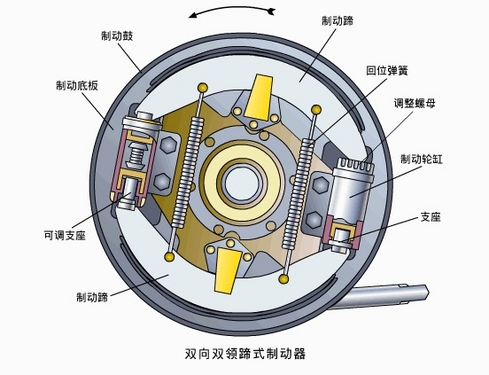 制动蹄
制动鼓
回位弹簧
制动底板
调整螺母
制动轮缸
支座
可调支座
制动蹄
双向双领蹄式制动器